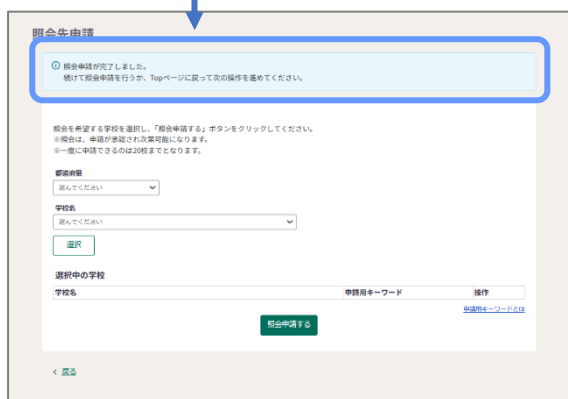 照会先申請
照会申請が完了しました。
続けて照会申請を行うか、Topページに戻って次の操作を進めてください。
照会を希望する学校を選択し、「照会申請する」ボタンをクリックしてください。
※照会は、申請が承認され次第可能になります。
※一度に申請できるのは20校までとなります。
都道府県
選んでください
学校名
選んでください
選択
選択中の学校
学校名 申請用キーワード 操作
申請用キーワードとは
照会申請する
< 戻る